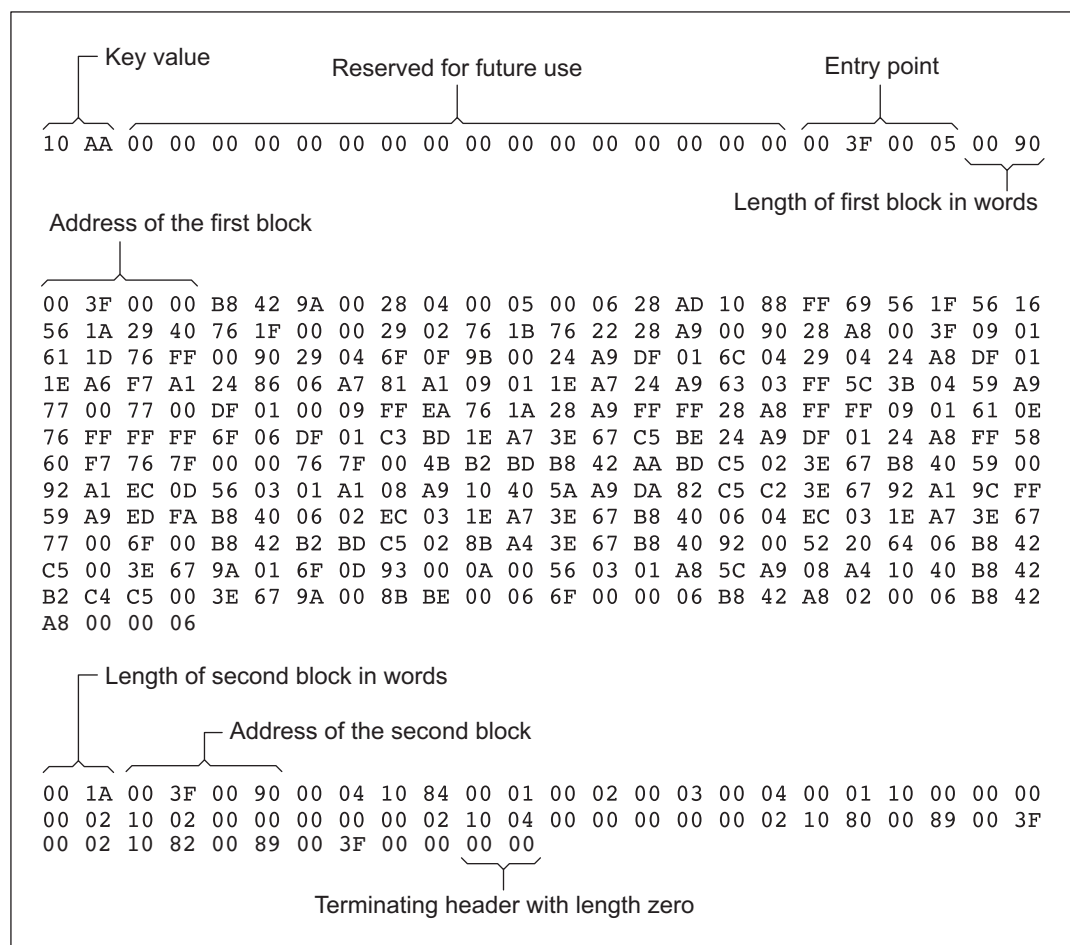 Key value
Reserved for future use
Entry point
10 AA 00 00 00 00 00 00 00 00 00 00 00 00 00 00 00 00 00 3F 00 05 00 90
Length of first block in words
Address of the first block
00 3F 00 00 B8 42 9A 00 28 04 00 05 00 06 28 AD 10 88 FF 69 56 1F 56 16
56 1A 29 40 76 1F 00 00 29 02 76 1B 76 22 28 A9 00 90 28 A8 00 3F 09 01
61 1D 76 FF 00 90 29 04 6F 0F 9B 00 24 A9 DF 01 6C 04 29 04 24 A8 DF 01
1E A6 F7 A1 24 86 06 A7 81 A1 09 01 1E A7 24 A9 63 03 FF 5C 3B 04 59 A9
77 00 77 00 DF 01 00 09 FF EA 76 1A 28 A9 FF FF 28 A8 FF FF 09 01 61 0E
76 FF FF FF 6F 06 DF 01 C3 BD 1E A7 3E 67 C5 BE 24 A9 DF 01 24 A8 FF 58
60 F7 76 7F 00 00 76 7F 00 4B B2 BD B8 42 AA BD C5 02 3E 67 B8 40 59 00
92 A1 EC 0D 56 03 01 A1 08 A9 10 40 5A A9 DA 82 C5 C2 3E 67 92 A1 9C FF
59 A9 ED FA B8 40 06 02 EC 03 1E A7 3E 67 B8 40 06 04 EC 03 1E A7 3E 67
77 00 6F 00 B8 42 B2 BD C5 02 8B A4 3E 67 B8 40 92 00 52 20 64 06 B8 42
C5 00 3E 67 9A 01 6F 0D 93 00 0A 00 56 03 01 A8 5C A9 08 A4 10 40 B8 42
B2 C4 C5 00 3E 67 9A 00 8B BE 00 06 6F 00 00 06 B8 42 A8 02 00 06 B8 42
A8 00 00 06
Length of second block in words
Address of the second block
00 1A 00 3F 00 90 00 04 10 84 00 01 00 02 00 03 00 04 00 01 10 00 00 00
00 02 10 02 00 00 00 00 00 02 10 04 00 00 00 00 00 02 10 80 00 89 00 3F
00 02 10 82 00 89 00 3F 00 00 00 00
Terminating header with length zero